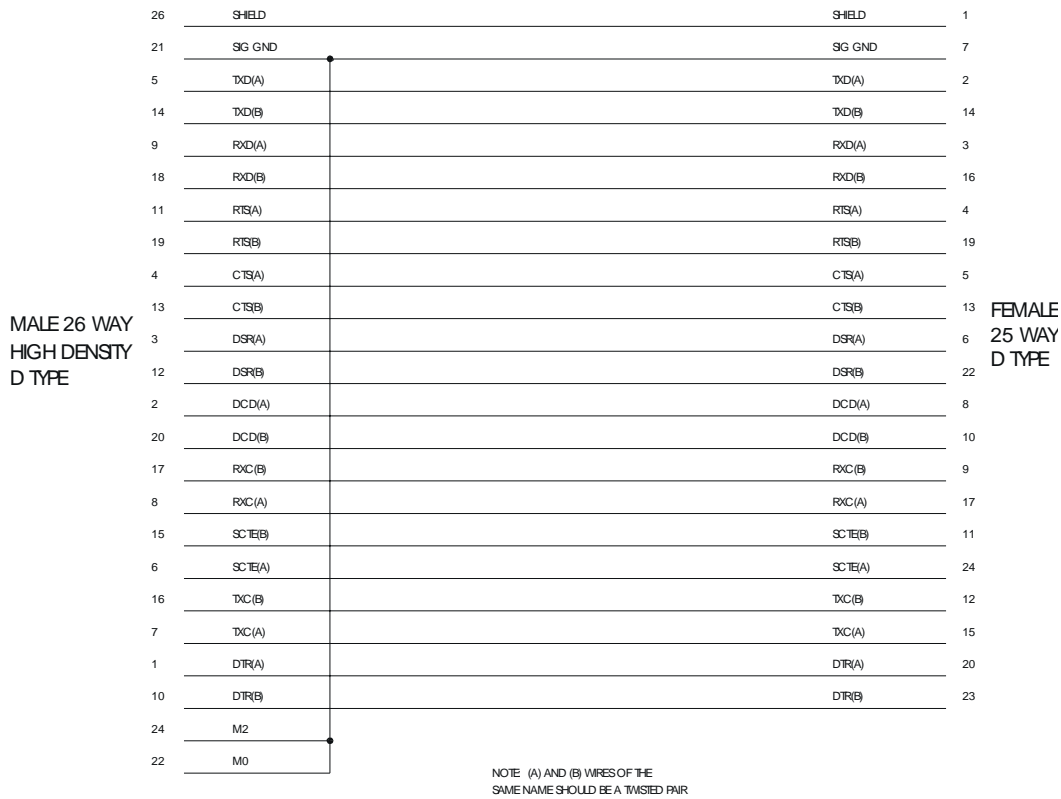 26 SHIELD SHIELD 1
21 SIG GND SIG GND 7
5 TXD(A) TXD(A) 2
14 TXD(B) TXD(B) 14
9 RXD(A) RXD(A) 3
18 RXD(B) RXD(B) 16
11 RTS(A) RTS(A) 4
19 RTS(B) RTS(B) 19
4 CTS(A) CTS(A) 5
13 CTS(B) CTS(B) 13
MALE 26 WAY
HIGH DENSITY
D TYPE
FEMALE
25 WAY
D TYPE
3 DSR(A) DSR(A) 6
12 DSR(B) DSR(B) 22
2 DCD(A) DCD(A) 8
20 DCD(B) DCD(B) 10
17 RXC(B) RXC(B) 9
8 RXC(A) RXC(A) 17
15 SCTE(B) SCTE(B) 11
6 SCTE(A) SCTE(A) 24
16 TXC(B) TXC(B) 12
7 TXC(A) TXC(A) 15
1 DTR(A) DTR(A) 20
10 DTR(B) DTR(B) 23
24 M2
22 M0
NOTE (A) AND (B) WIRES OF THE
SAME NAME SHOULD BE A TWISTED PAIR